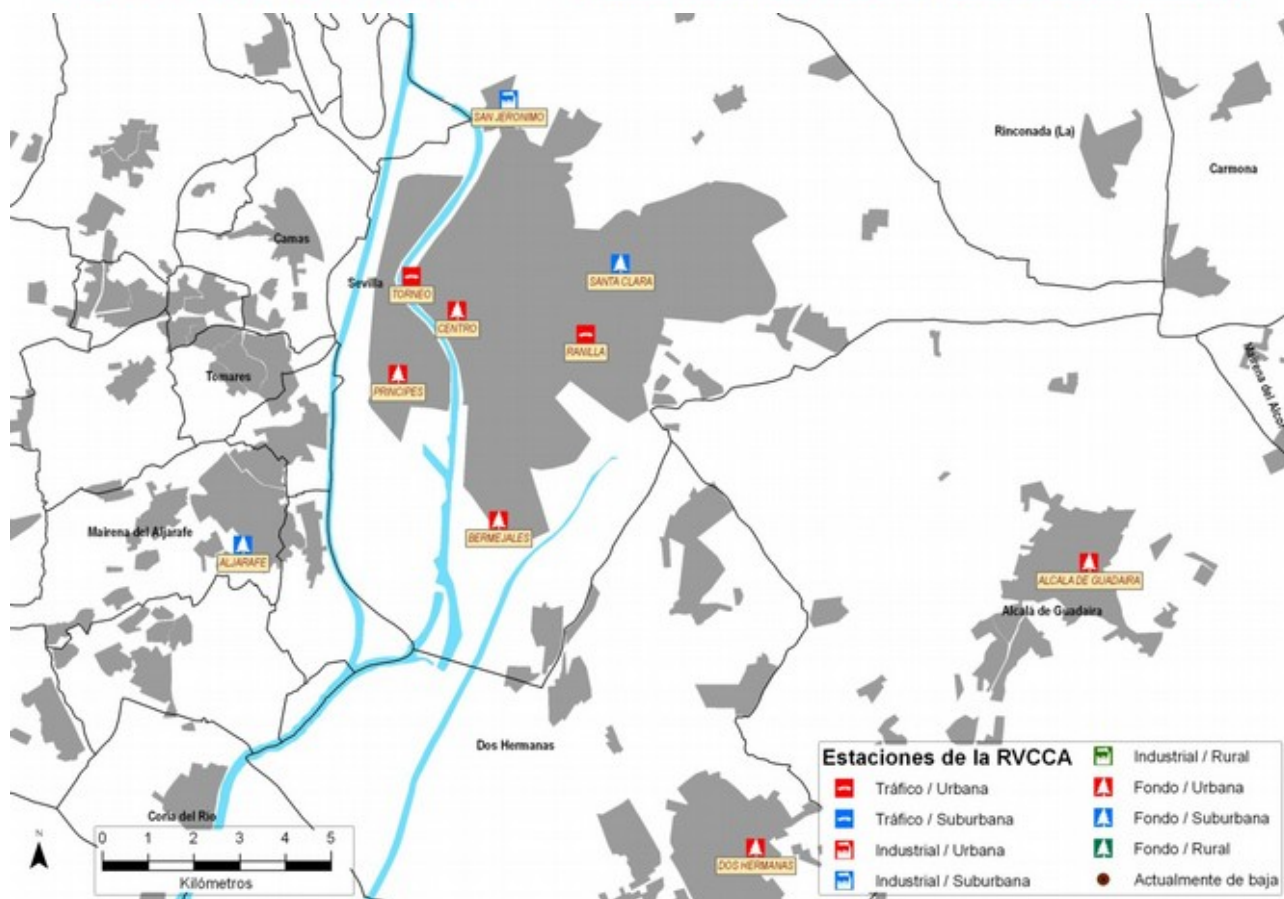 SAN JERONIMO
Rinconada (La)
Carmona
Camas
SANTA CLARA
Sevilla
TORNEO
CENTRO
RANILLA
Mairena del Alcor
Tomares
PRINCIPES
Mairena del Aljarafe
BERMEJALES
ALJARAFE
ALCALA DE GUADAIRA
Alcalá de Guadaira
Dos Hermanas
Coria del Río
DOS HERMANAS
N
0 1 2 3 4 5
Kilómetros
Estaciones de la RVCCA
Tráfico / Urbana
Tráfico / Suburbana
Industrial / Urbana
Industrial / Suburbana
Industrial / Rural
Fondo / Urbana
Fondo / Suburbana
Fondo / Rural
Actualmente de baja